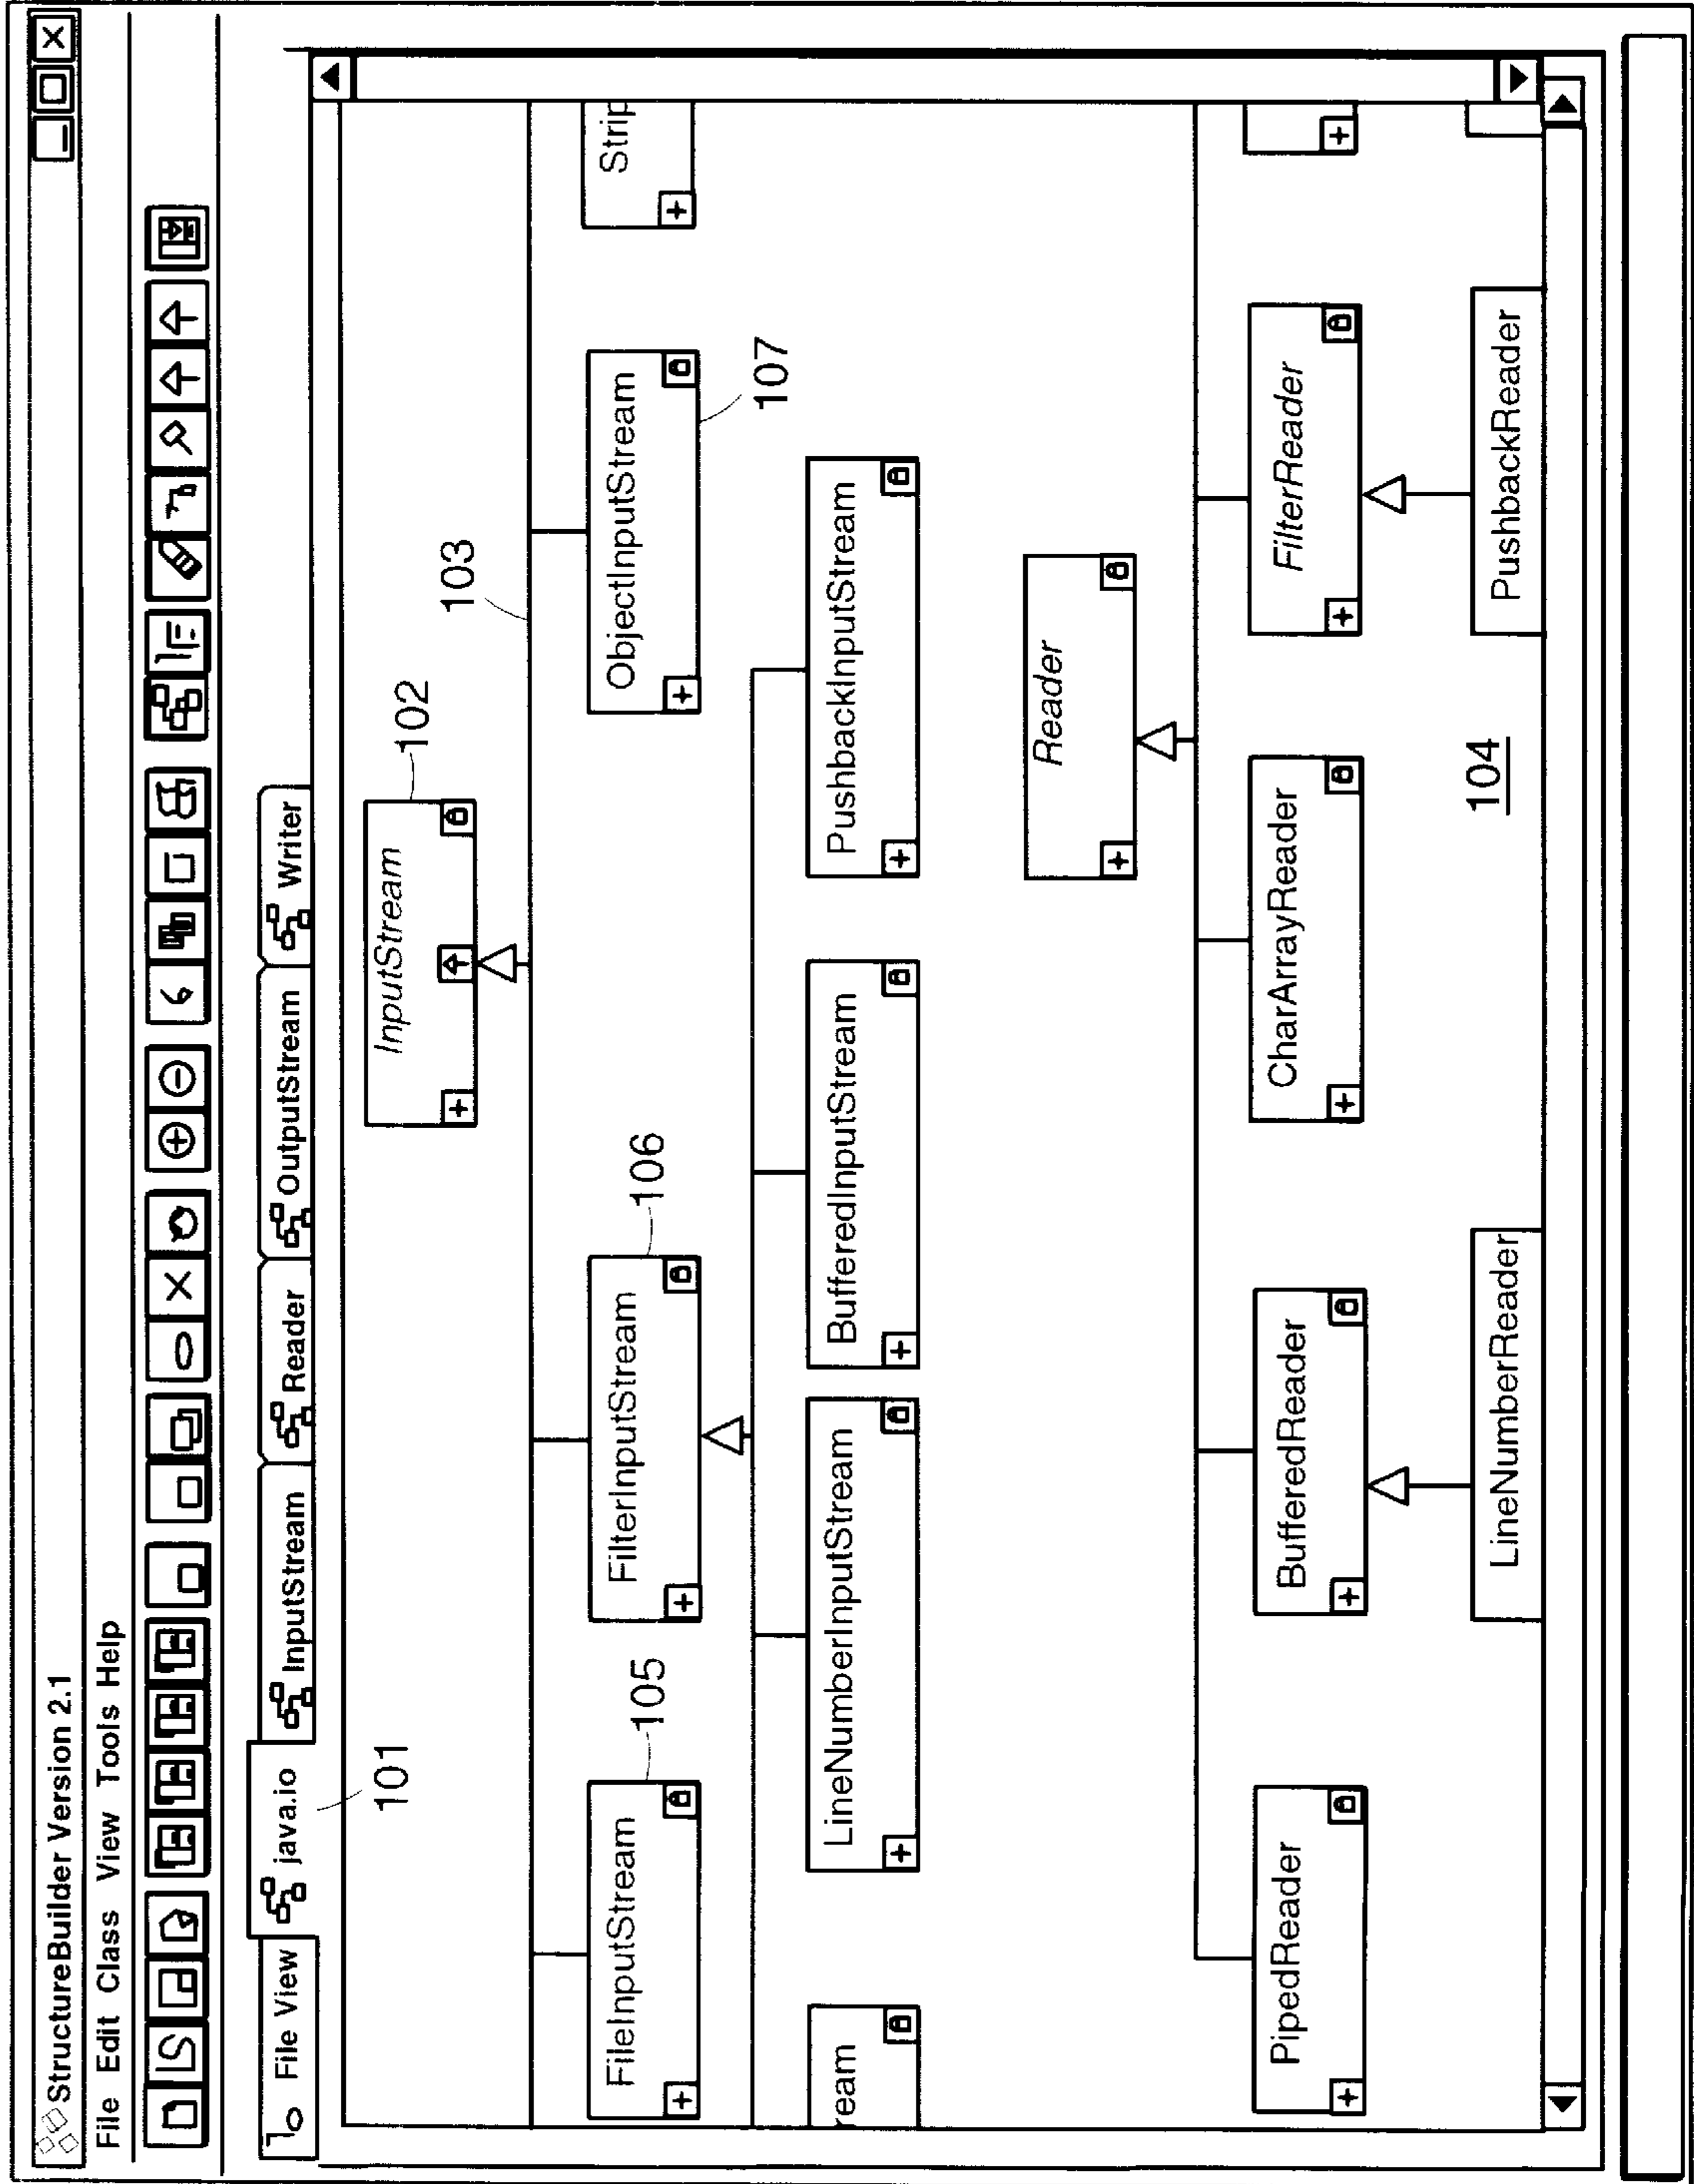 StructureBuilder Version 2.1
File Edit Class View Tools Help
File View java.io InputStream Reader OutputStream Writer
101
InputStream
102
103
105 106
FileInputStream FilterInputStream ObjectInputStream Strip
107
ream LineNumberInputStream BufferedInputStream PushbackInputStream
Reader
PipedReader BufferedReader CharArrayReader FilterReader
104
LineNumberReader PushbackReader